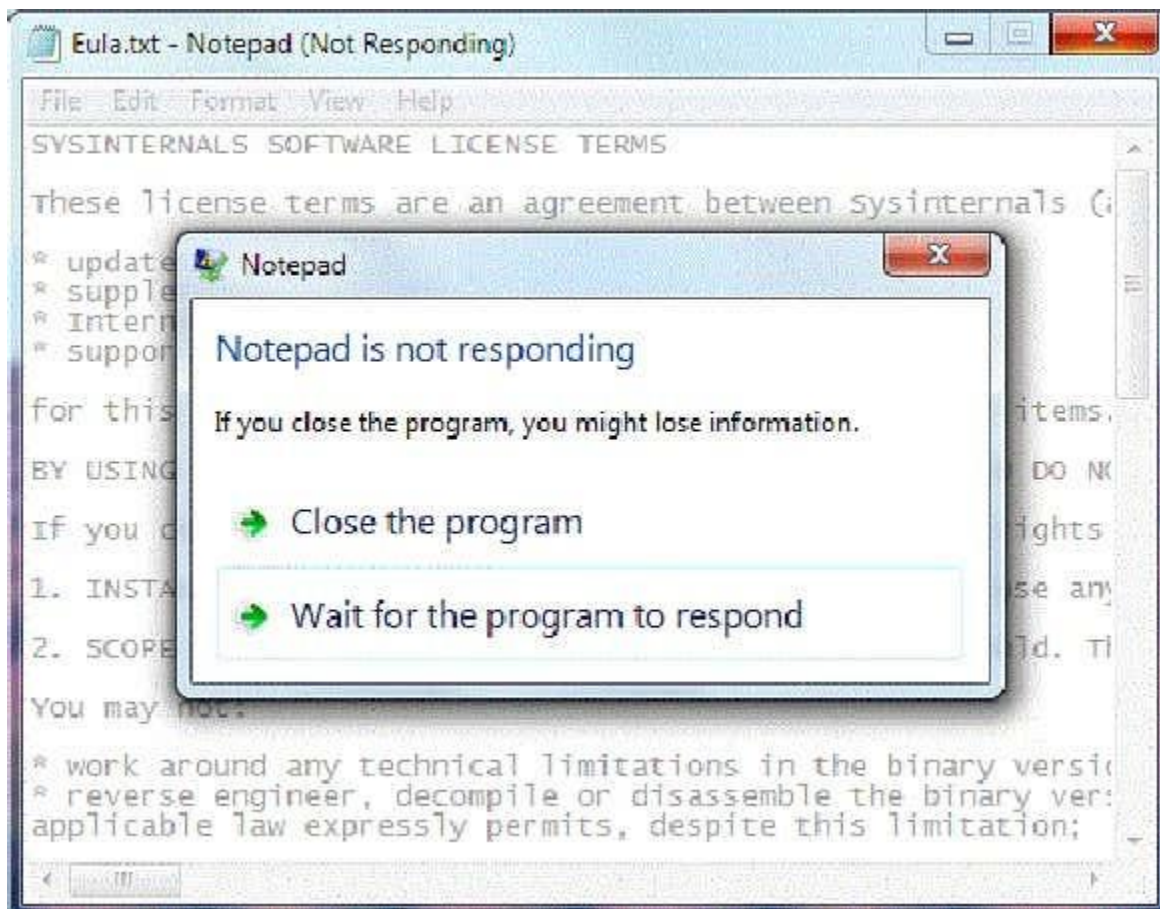 Eula.txt - Notepad (Not Responding)
File Edit Format View Help
SYSINTERNALS SOFTWARE LICENSE TERMS
These license terms are an agreement between Sysinternals (a
* update
* supple
* Intern
* suppor
for this items.
BY USING DO NO
If you c ights
1. INSTA se any
2. SCOPE ld. Th
You may not:
* work around any technical limitations in the binary versio
* reverse engineer, decompile or disassemble the binary ver
applicable law expressly permits, despite this limitation;
Notepad
Notepad is not responding
If you close the program, you might lose information.
Close the program
Wait for the program to respond